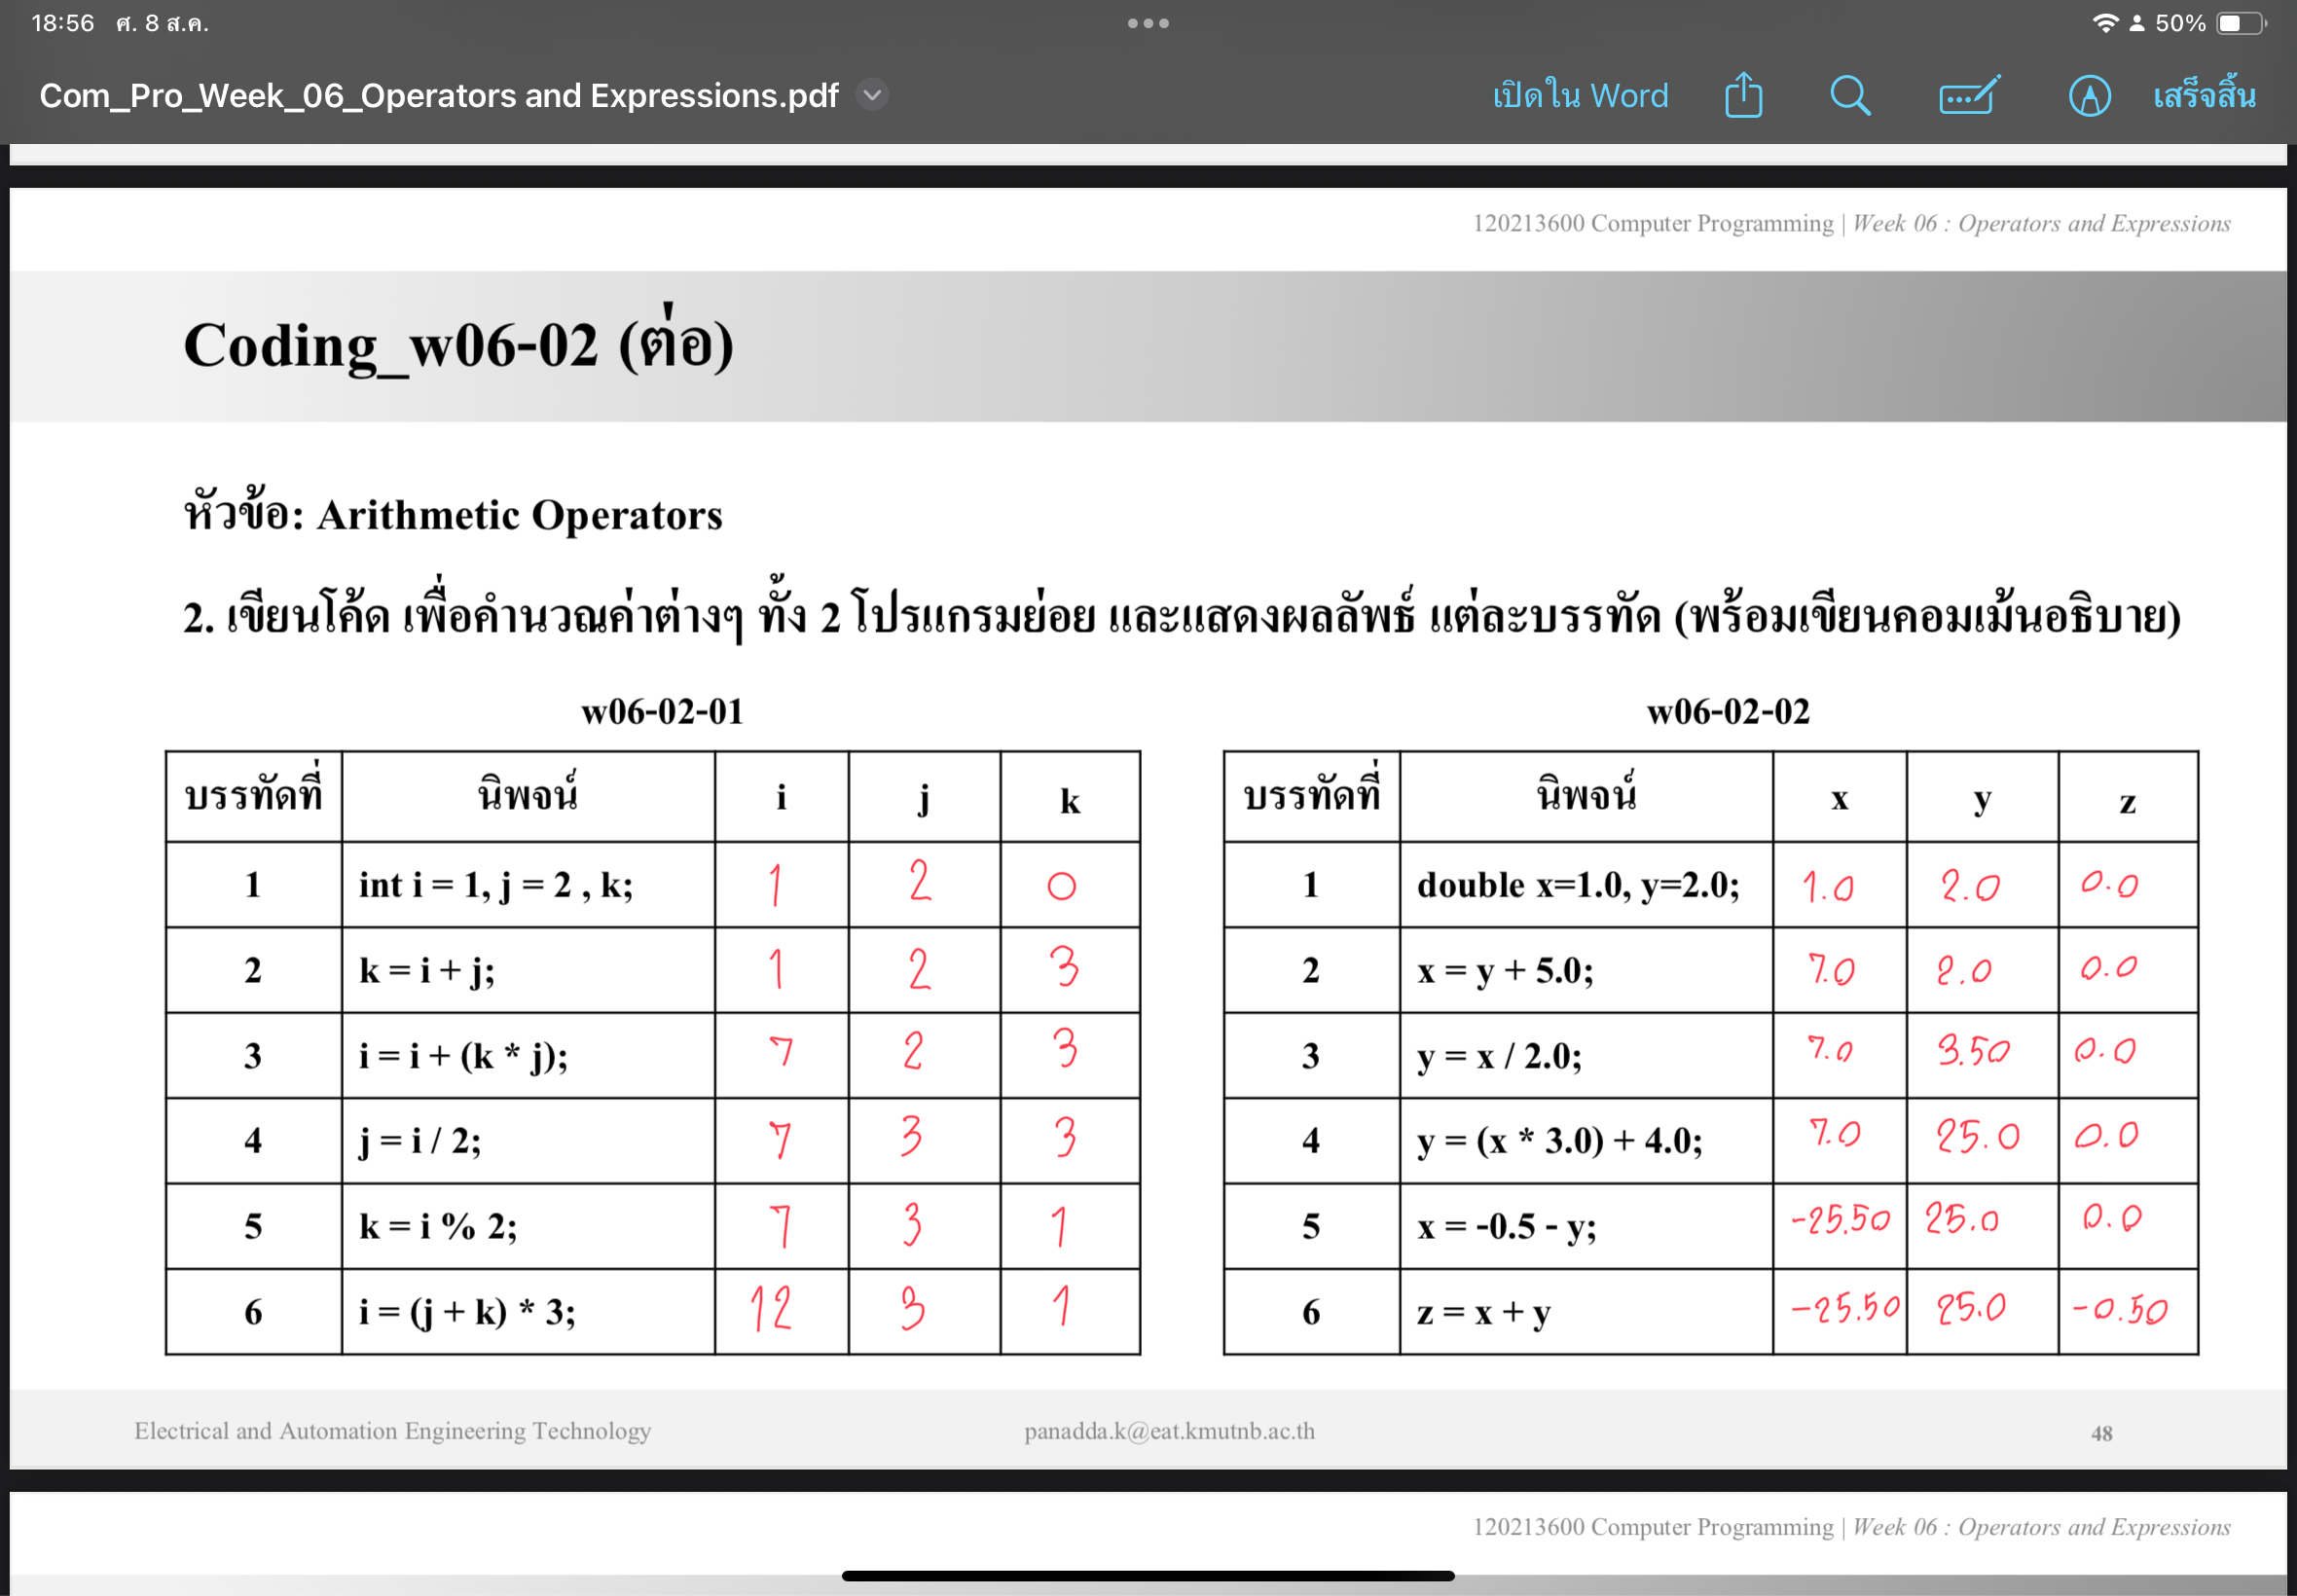 18:56 ศ. 8 ส.ค.
50%
Com_Pro_Week_06_Operators and Expressions.pdf
เปิดใน Word
เสร็จสิ้น
120213600 Computer Programming | Week 06 : Operators and Expressions
Coding_w06-02 (ต่อ)
หัวข้อ: Arithmetic Operators
2. เขียนโค้ด เพื่อคำนวณค่าต่างๆ ทั้ง 2 โปรแกรมย่อย และแสดงผลลัพธ์ แต่ละบรรทัด (พร้อมเขียนคอมเม้นอธิบาย)
w06-02-01
บรรทัดที่ นิพจน์ i j k
1 int i = 1, j = 2 , k; 1 2 0
2 k = i + j; 1 2 3
3 i = i + (k * j); 7 2 3
4 j = i / 2; 7 3 3
5 k = i % 2; 7 3 1
6 i = (j + k) * 3; 12 3 1
w06-02-02
บรรทัดที่ นิพจน์ x y z
1 double x=1.0, y=2.0; 1.0 2.0 0.0
2 x = y + 5.0; 7.0 2.0 0.0
3 y = x / 2.0; 7.0 3.50 0.0
4 y = (x * 3.0) + 4.0; 7.0 25.0 0.0
5 x = -0.5 - y; -25.50 25.0 0.0
6 z = x + y -25.50 25.0 -0.50
Electrical and Automation Engineering Technology
panadda.k@eat.kmutnb.ac.th
48
120213600 Computer Programming | Week 06 : Operators and Expressions